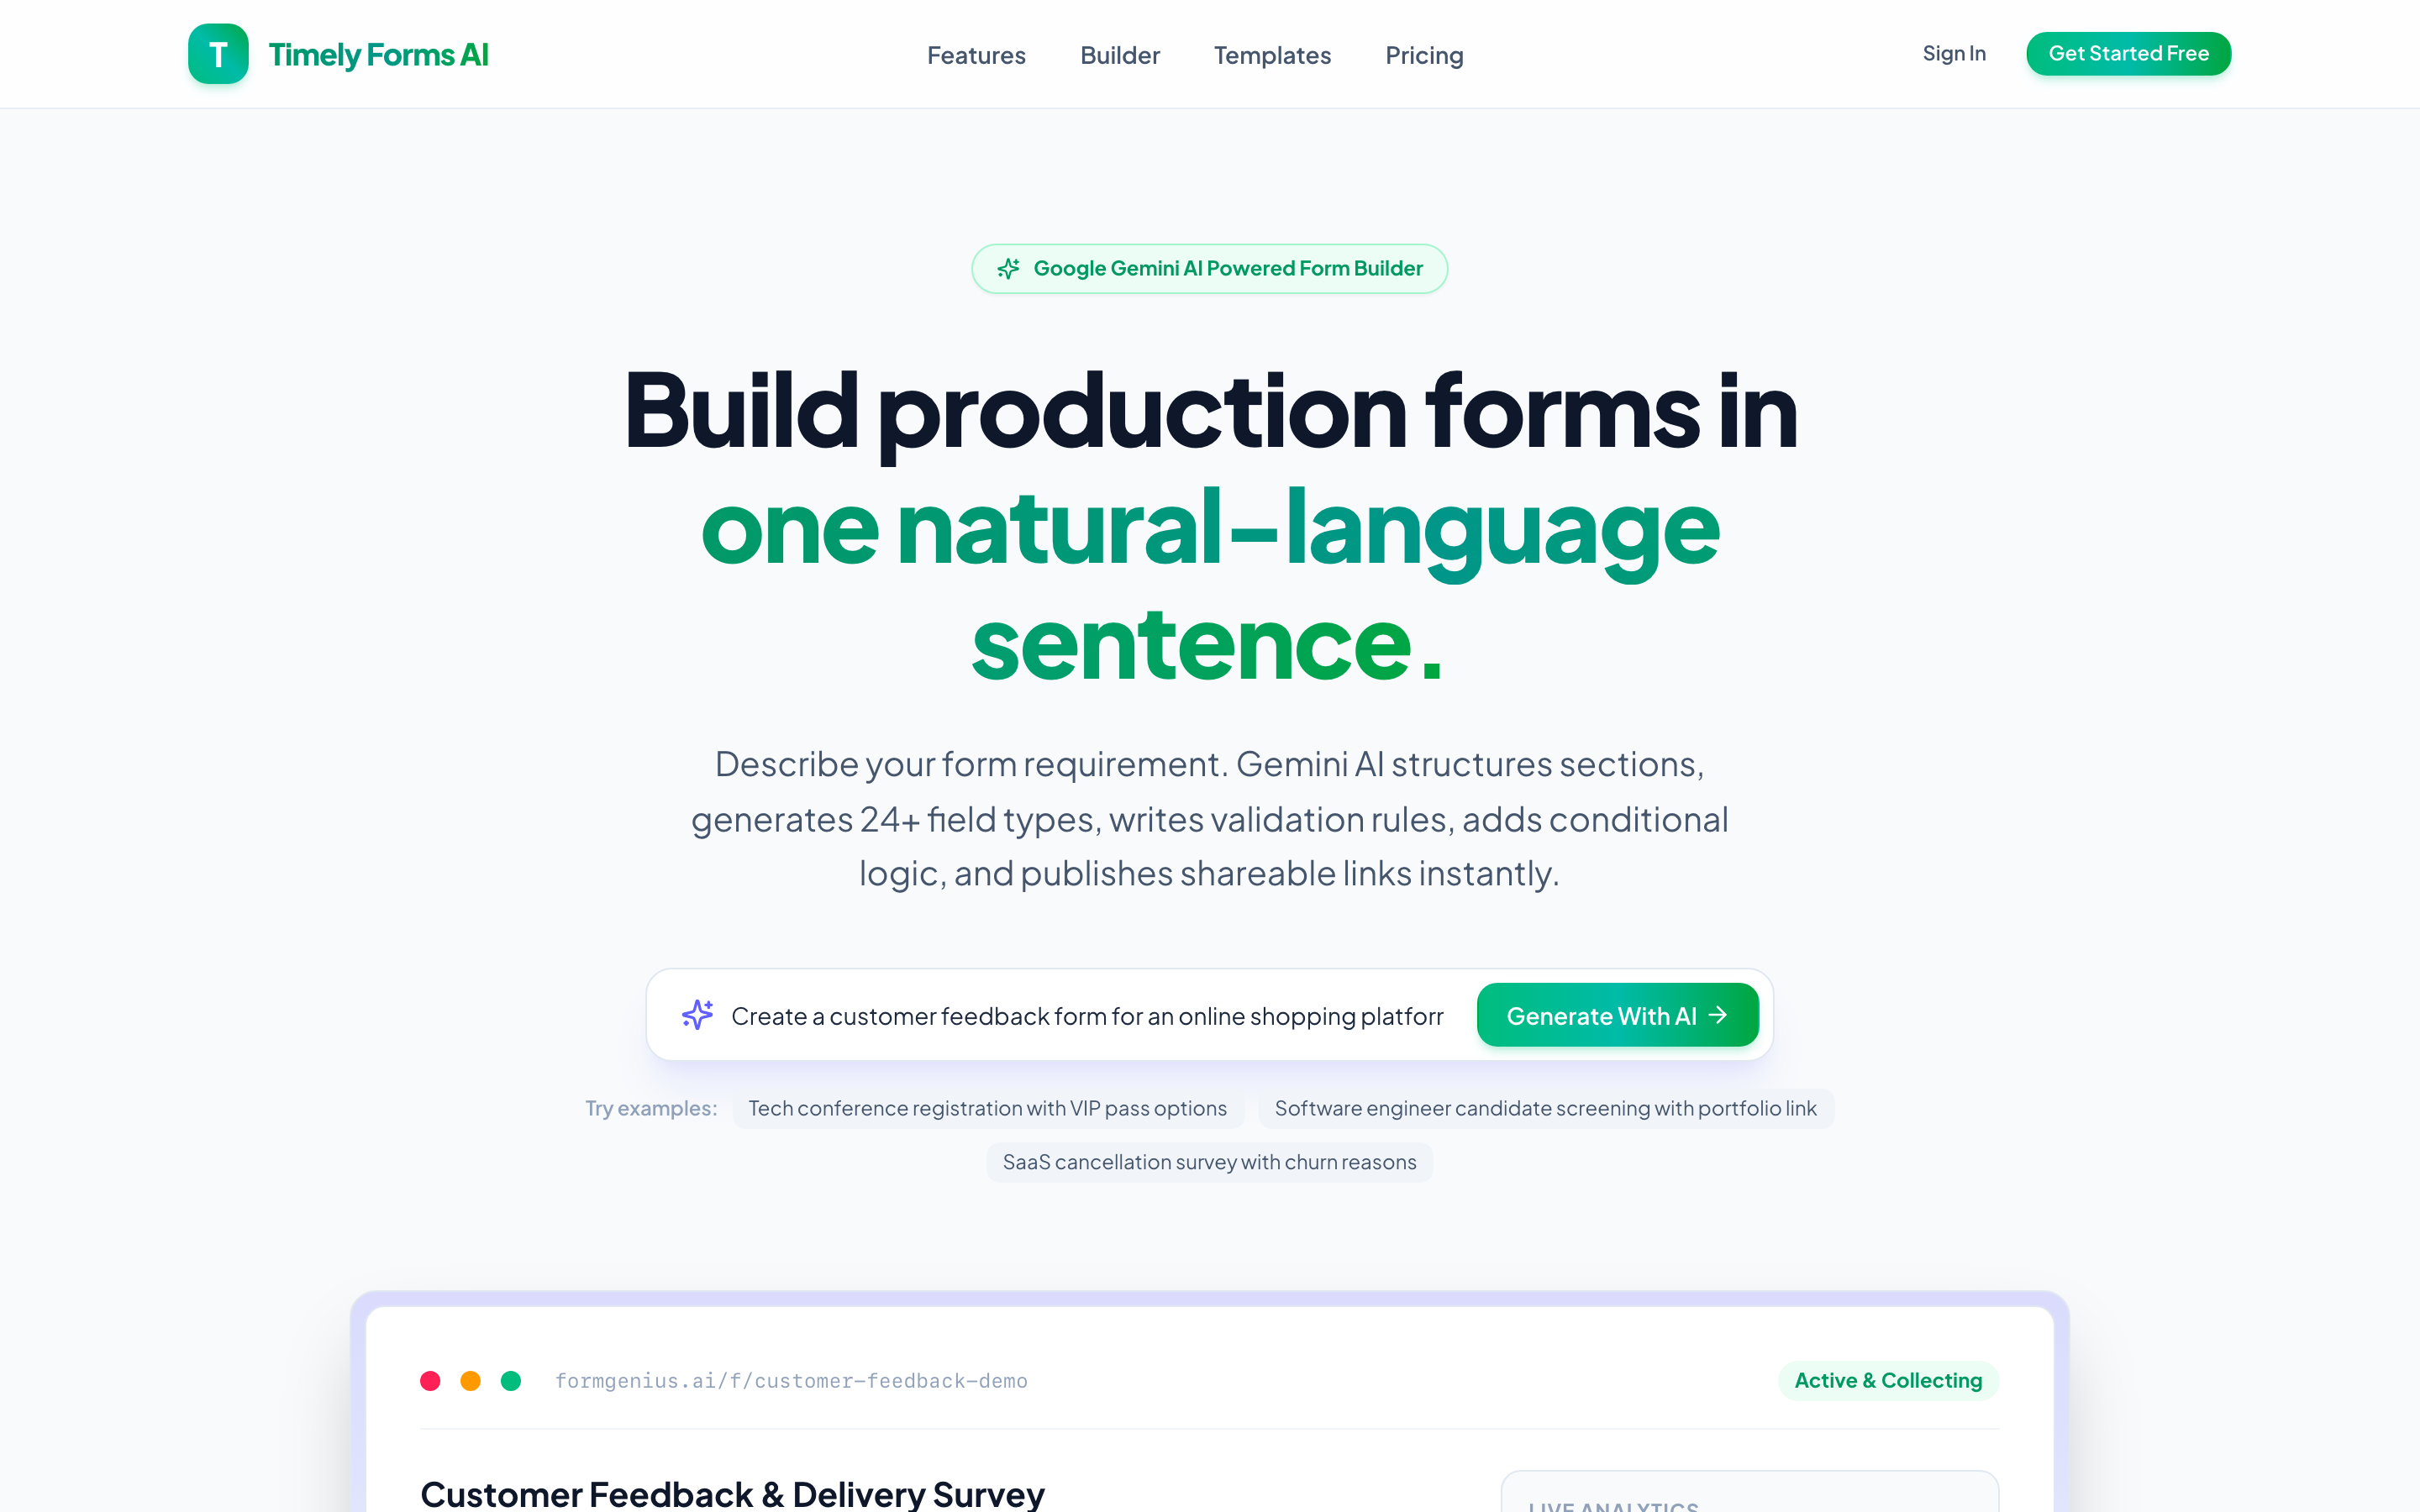 T Timely Forms AI Features Builder Templates Pricing Sign In Get Started Free
Google Gemini AI Powered Form Builder
Build production forms in
one natural-language
sentence.
Describe your form requirement. Gemini AI structures sections,
generates 24+ field types, writes validation rules, adds conditional
logic, and publishes shareable links instantly.
Create a customer feedback form for an online shopping platforr Generate With AI
Try examples: Tech conference registration with VIP pass options Software engineer candidate screening with portfolio link
SaaS cancellation survey with churn reasons
formgenius.ai/f/customer-feedback-demo Active & Collecting
Customer Feedback & Delivery Survey
LIVE ANALYTICS